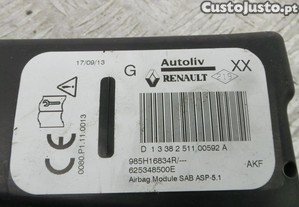 CustoJusto.pt
17/09/13
G
Autoliv
XX
RENAULT
219
0080.P1.11.0013
D 1 3 38 2 511 00592 A
985H16834R/---
AKF
625348500E
Airbag Module SAB ASP-5.1